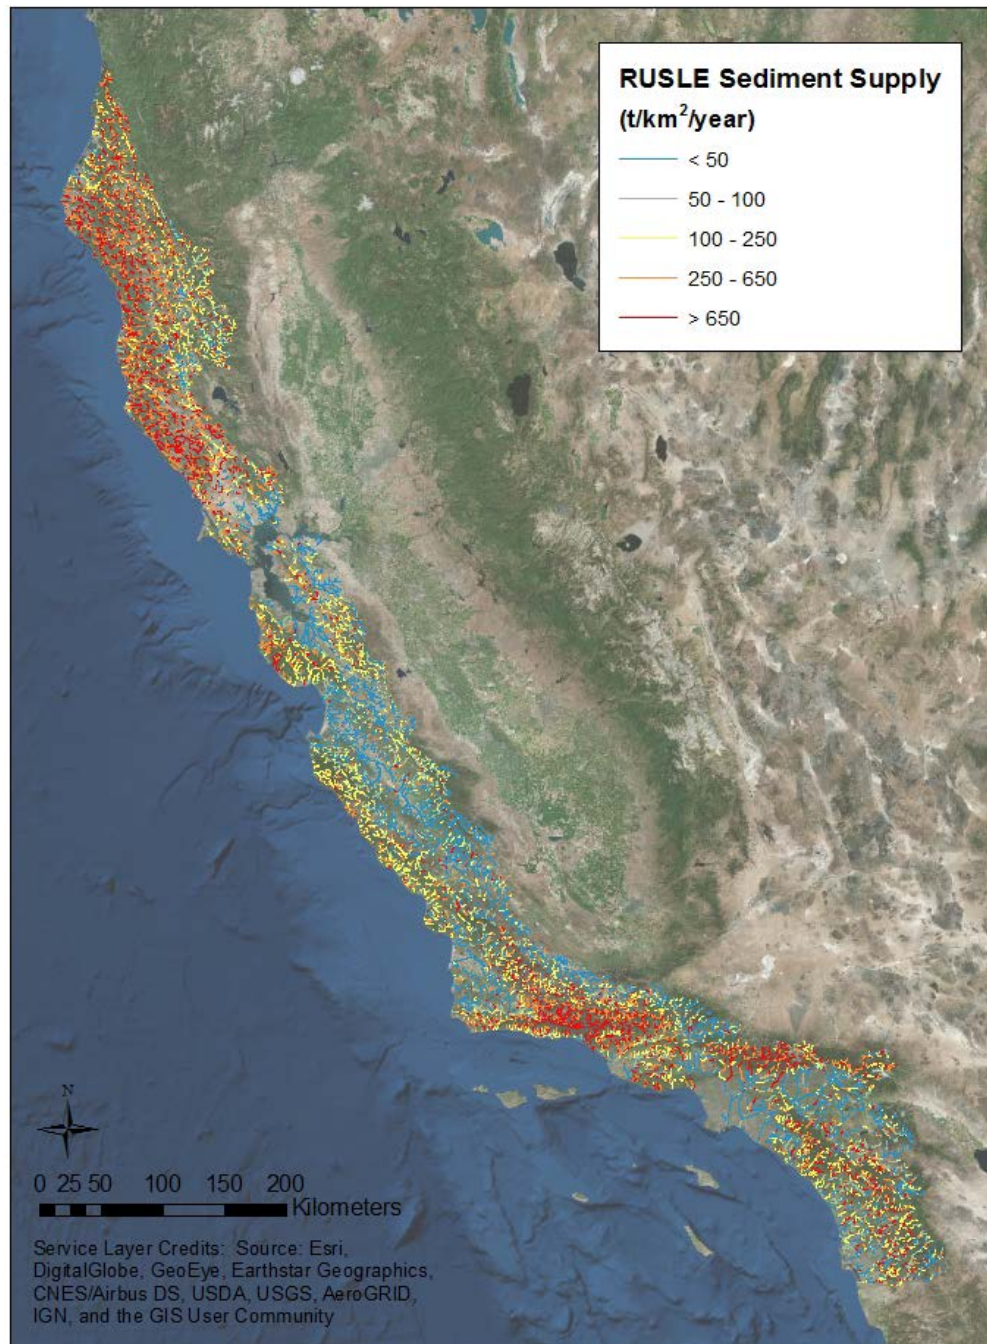 RUSLE Sediment Supply
(t/km²/year)
< 50
50 - 100
100 - 250
250 - 650
> 650
N
0 25 50 100 150 200
Kilometers
Service Layer Credits: Source: Esri,
DigitalGlobe, GeoEye, Earthstar Geographics,
CNES/Airbus DS, USDA, USGS, AeroGRID,
IGN, and the GIS User Community